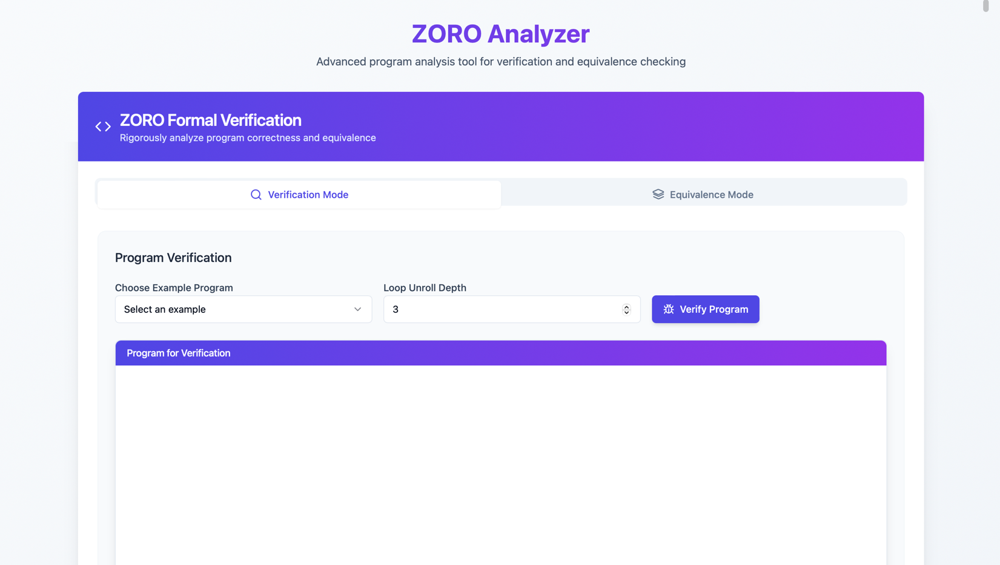 ZORO Analyzer
Advanced program analysis tool for verification and equivalence checking
ZORO Formal Verification
Rigorously analyze program correctness and equivalence
Verification Mode
Equivalence Mode
Program Verification
Choose Example Program
Loop Unroll Depth
Select an example
3
Verify Program
Program for Verification